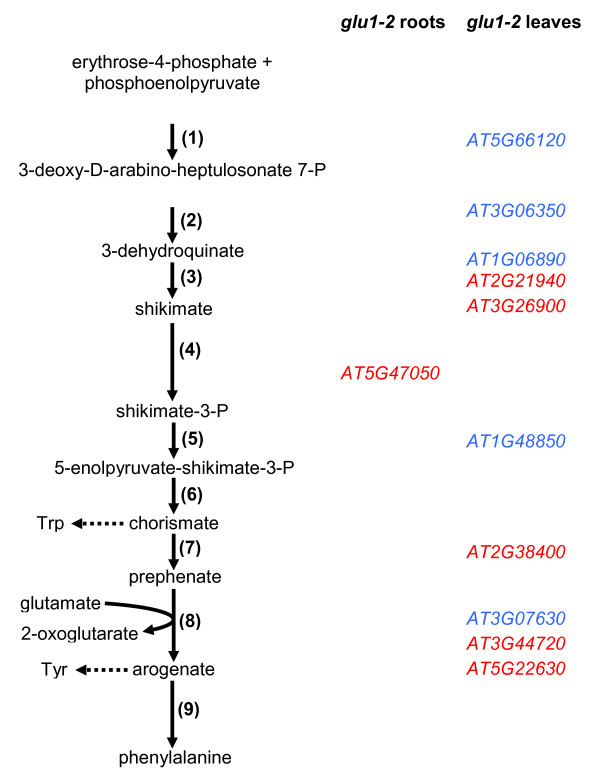 glu1-2 roots glu1-2 leaves
erythrose-4-phosphate +
phosphoenolpyruvate
(1) AT5G66120
3-deoxy-D-arabino-heptulosonate 7-P
(2) AT3G06350
3-dehydroquinate AT1G06890
(3) AT2G21940
shikimate AT3G26900
(4)
AT5G47050
shikimate-3-P
(5) AT1G48850
5-enolpyruvate-shikimate-3-P
(6)
Trp chorismate
(7) AT2G38400
prephenate
glutamate
(8) AT3G07630
2-oxoglutarate AT3G44720
Tyr arogenate AT5G22630
(9)
phenylalanine